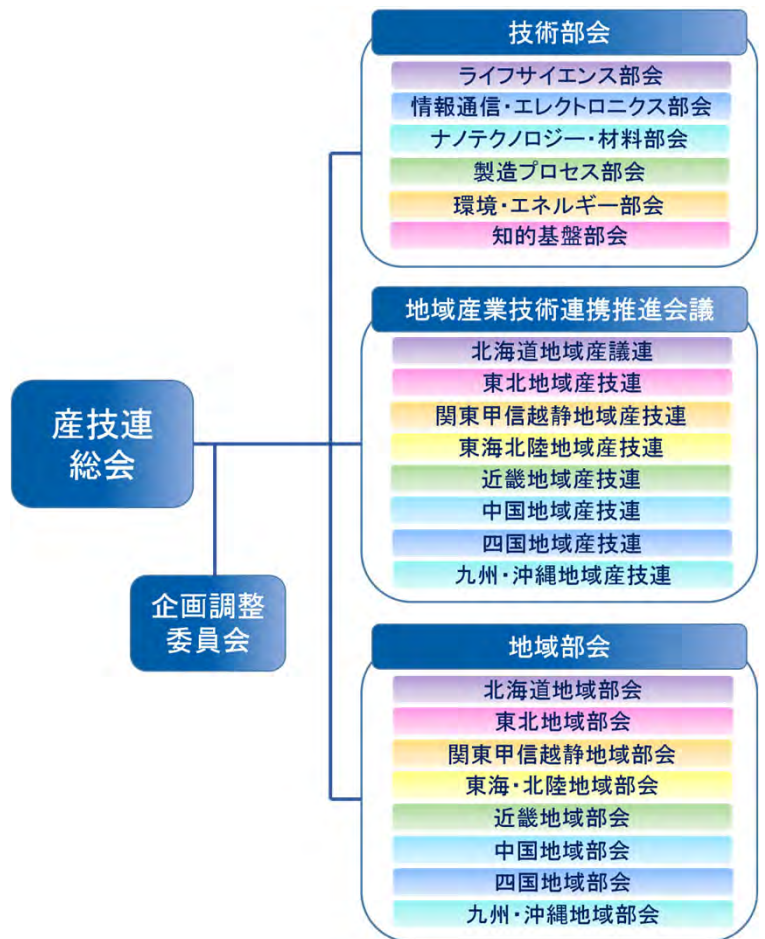 技術部会
ライフサイエンス部会
情報通信・エレクトロニクス部会
ナノテクノロジー・材料部会
製造プロセス部会
環境・エネルギー部会
知的基盤部会
地域産業技術連携推進会議
北海道地域産議連
東北地域産技連
関東甲信越静地域産技連
東海北陸地域産技連
近畿地域産技連
中国地域産技連
四国地域産技連
九州・沖縄地域産技連
産技連
総会
企画調整
委員会
地域部会
北海道地域部会
東北地域部会
関東甲信越静地域部会
東海・北陸地域部会
近畿地域部会
中国地域部会
四国地域部会
九州・沖縄地域部会